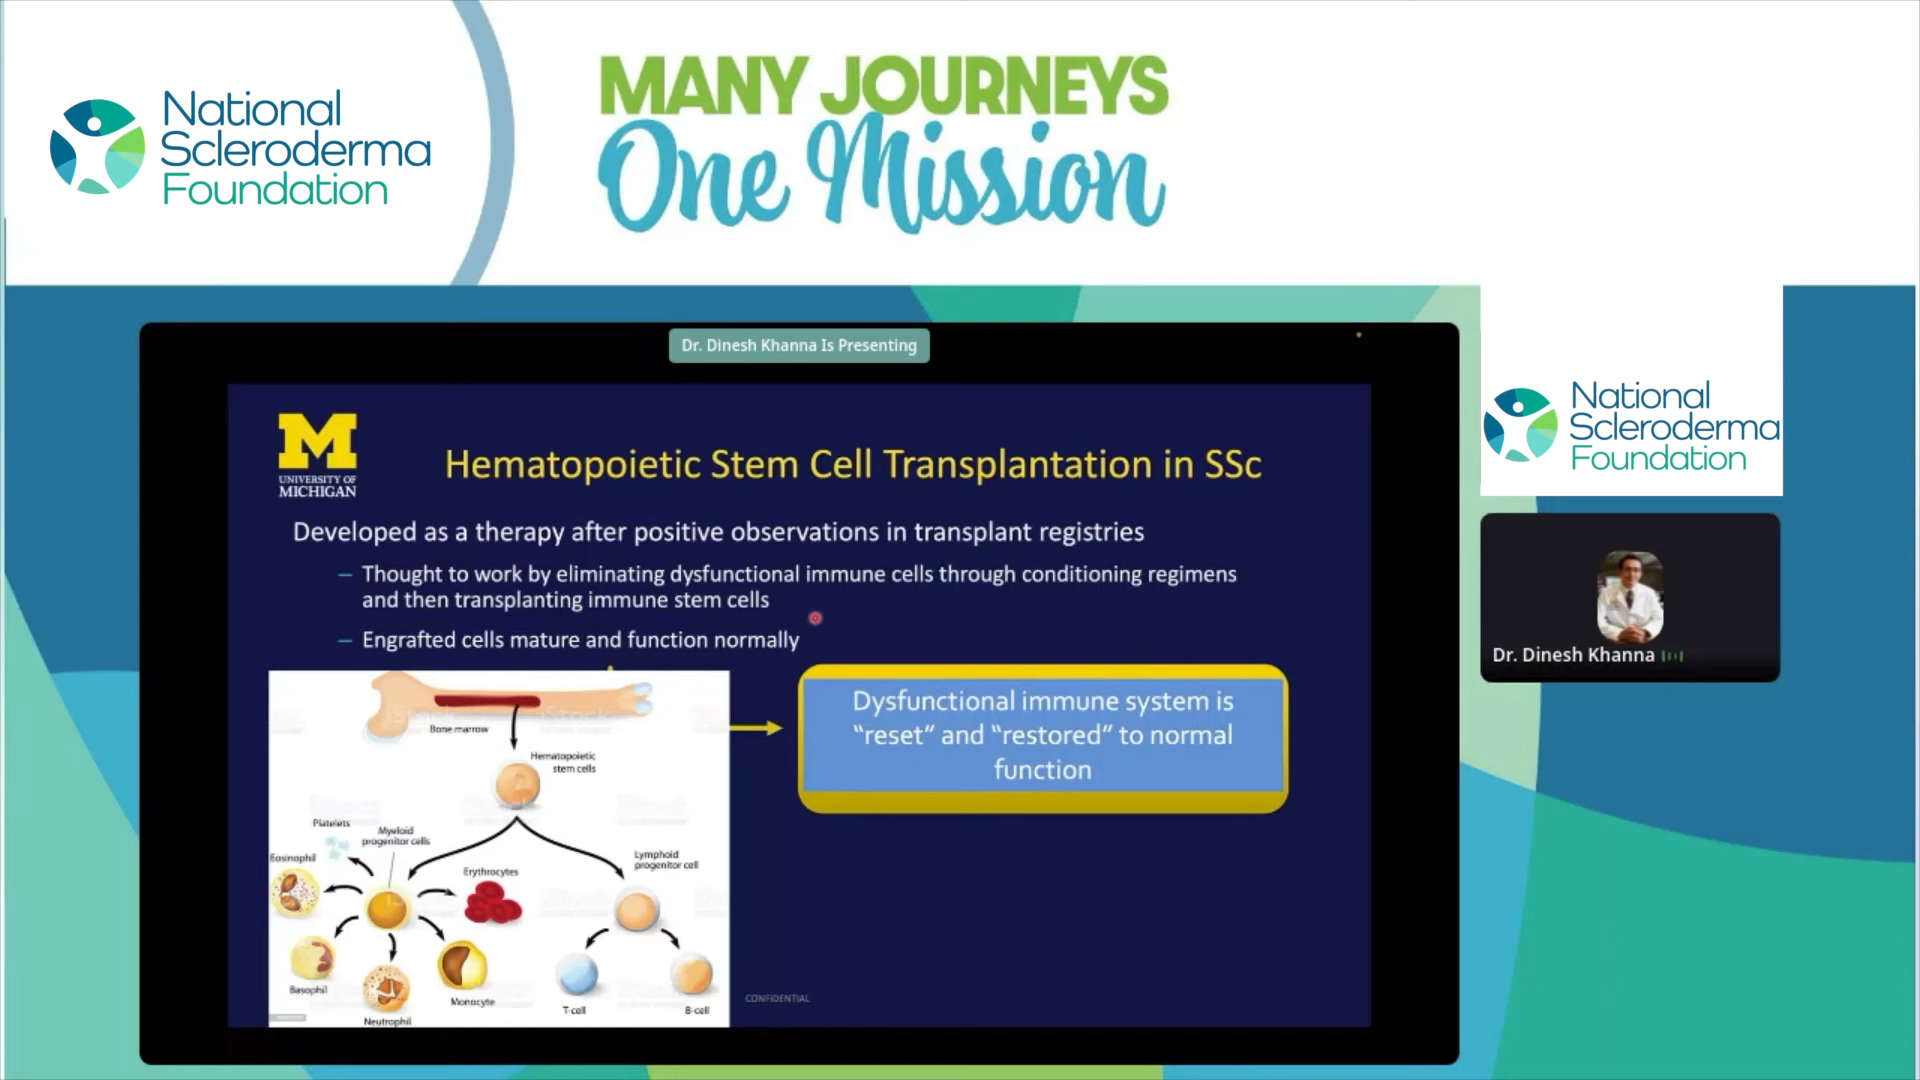 National
Scleroderma
Foundation
MANY JOURNEYS
One Mission
Dr. Dinesh Khanna Is Presenting
M
UNIVERSITY OF
MICHIGAN
Hematopoietic Stem Cell Transplantation in SSc
Developed as a therapy after positive observations in transplant registries
– Thought to work by eliminating dysfunctional immune cells through conditioning regimens
and then transplanting immune stem cells
– Engrafted cells mature and function normally
Bone marrow
Hematopoietic
stem cells
Platelets
Myeloid
progenitor cells
Eosinophil
Erythrocytes
Lymphoid
progenitor cell
Basophil
Neutrophil
Monocyte
T-cell
B-cell
Dysfunctional immune system is
“reset” and “restored” to normal
function
CONFIDENTIAL
National
Scleroderma
Foundation
Dr. Dinesh Khanna